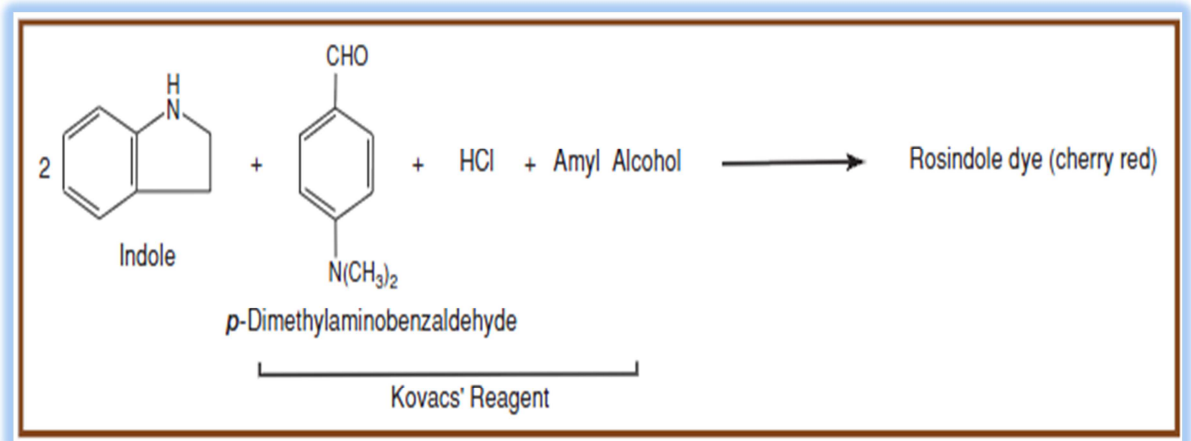 CHO
H
N
2
+
+ HCl + Amyl Alcohol
Rosindole dye (cherry red)
Indole
N(CH₃)₂
p-Dimethylaminobenzaldehyde
Kovacs' Reagent